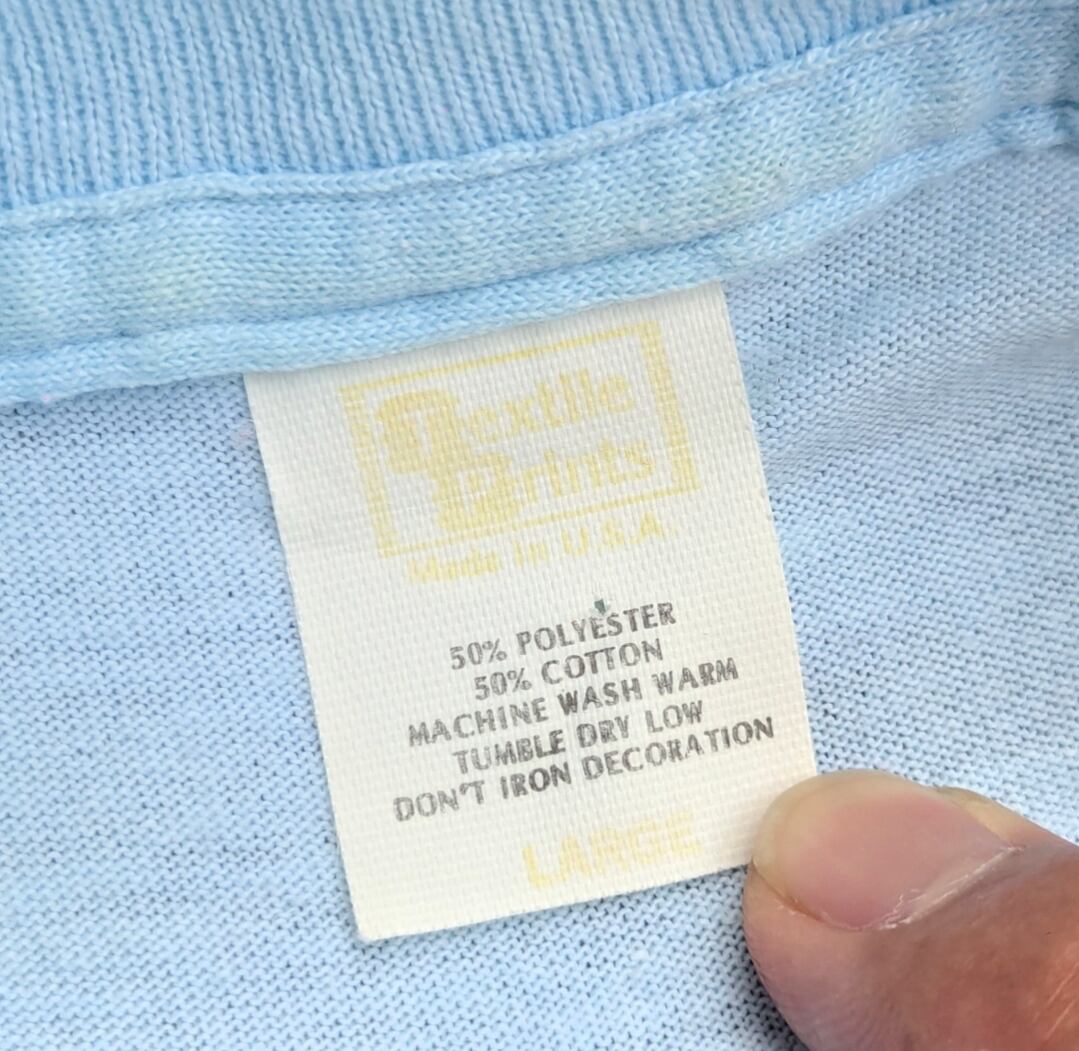 Textile
Prints
Made in U.S.A.
50% POLYESTER
50% COTTON
MACHINE WASH WARM
TUMBLE DRY LOW
DON'T IRON DECORATION
LARGE